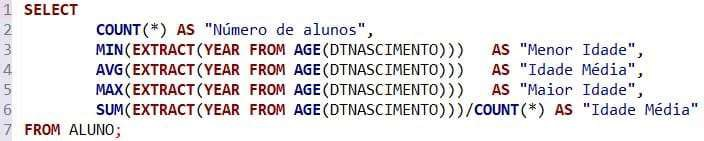 1 SELECT
2 COUNT(*) AS "Número de alunos",
3 MIN(EXTRACT(YEAR FROM AGE(DTNASCIMENTO))) AS "Menor Idade",
4 AVG(EXTRACT(YEAR FROM AGE(DTNASCIMENTO))) AS "Idade Média",
5 MAX(EXTRACT(YEAR FROM AGE(DTNASCIMENTO))) AS "Maior Idade",
6 SUM(EXTRACT(YEAR FROM AGE(DTNASCIMENTO)))/COUNT(*) AS "Idade Média"
7 FROM ALUNO;